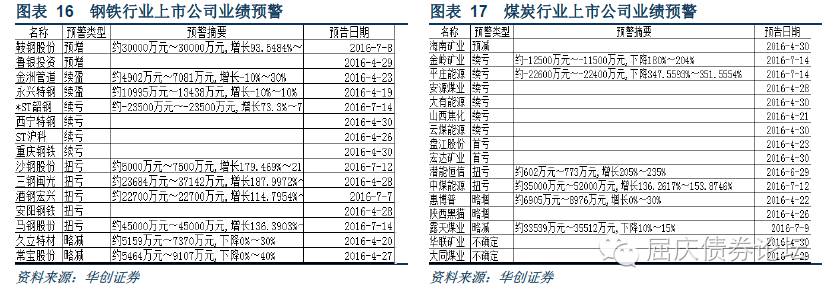 图表 16 钢铁行业上市公司业绩预警
名称 预警类型 预警摘要 预告日期
鞍钢股份 预增 约30000万元~30000万元,增长93.5484%~ 2016-7-8
鲁银投资 预增 2016-4-29
金洲管道 续盈 约4902万元~7081万元,增长-10%~30% 2016-4-23
永兴特钢 续盈 约10995万元~13438万元,增长-10%~10% 2016-4-19
*ST韶钢 续亏 约-23500万元~-23500万元,增长73.3%~7 2016-7-14
西宁特钢 续亏 2016-4-30
ST沪科 续亏 2016-4-26
重庆钢铁 续亏 2016-4-30
沙钢股份 扭亏 约5000万元~7500万元,增长179.469%~21 2016-7-12
三钢闽光 扭亏 约23684万元~37142万元,增长187.9972%~ 2016-4-28
酒钢宏兴 扭亏 约22700万元~22700万元,增长114.7954%~ 2016-7-7
安阳钢铁 扭亏 2016-4-28
马钢股份 扭亏 约45000万元~45000万元,增长136.3903%~ 2016-7-14
久立特材 略减 约5159万元~7370万元,下降0%~30% 2016-4-20
常宝股份 略减 约5464万元~9107万元,下降0%~40% 2016-4-27
资料来源:华创证券
图表 17 煤炭行业上市公司业绩预警
名称 预警类型 预警摘要 预告日期
海南矿业 预减 2016-4-30
金岭矿业 续亏 约-12500万元~-11500万元,下降180%~204% 2016-7-14
平庄能源 续亏 约-22600万元~-22400万元,下降347.5593%~351.5554% 2016-7-14
安源煤业 续亏 2016-4-28
大有能源 续亏 2016-4-30
山西焦化 续亏 2016-4-21
云煤能源 续亏 2016-4-30
盘江股份 首亏 2016-4-23
宏达矿业 首亏 2016-4-30
潜能恒信 扭亏 约602万元~773万元,增长205%~235% 2016-6-29
中煤能源 扭亏 约35000万元~52000万元,增长136.2617%~153.8746% 2016-7-12
惠博普 略增 约6905万元~8976万元,增长0%~30% 2016-4-22
陕西黑猫 略增 2016-4-26
露天煤业 略减 约33539万元~35512万元,下降10%~15% 2016-7-9
华联矿业 不确定 2016-4-30
大同煤业 不确定 2016-4-29
资料来源:华创证券
屈庆债券论坛